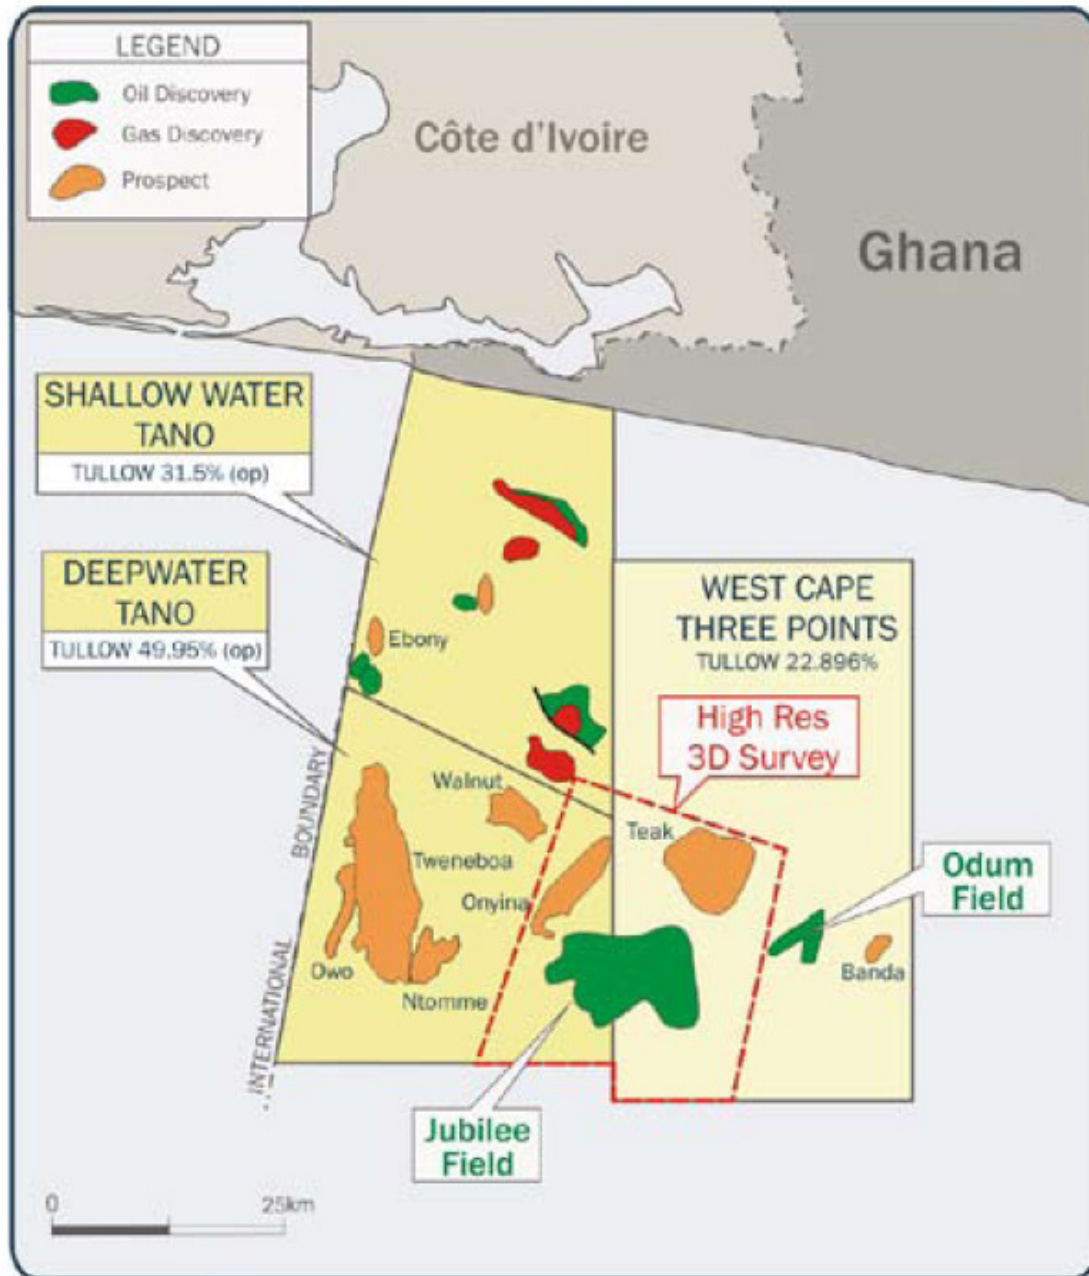 LEGEND
Oil Discovery
Gas Discovery
Prospect
Côte d'Ivoire
Ghana
SHALLOW WATER
TANO
TULLOW 31.5% (op)
DEEPWATER
TANO
TULLOW 49.95% (op)
WEST CAPE
THREE POINTS
TULLOW 22.896%
High Res
3D Survey
Ebony
Walnut
Tweneboa
Onyina
Owo
Ntomme
Teak
Odum
Field
Banda
Jubilee
Field
INTERNATIONAL BOUNDARY
0 25km